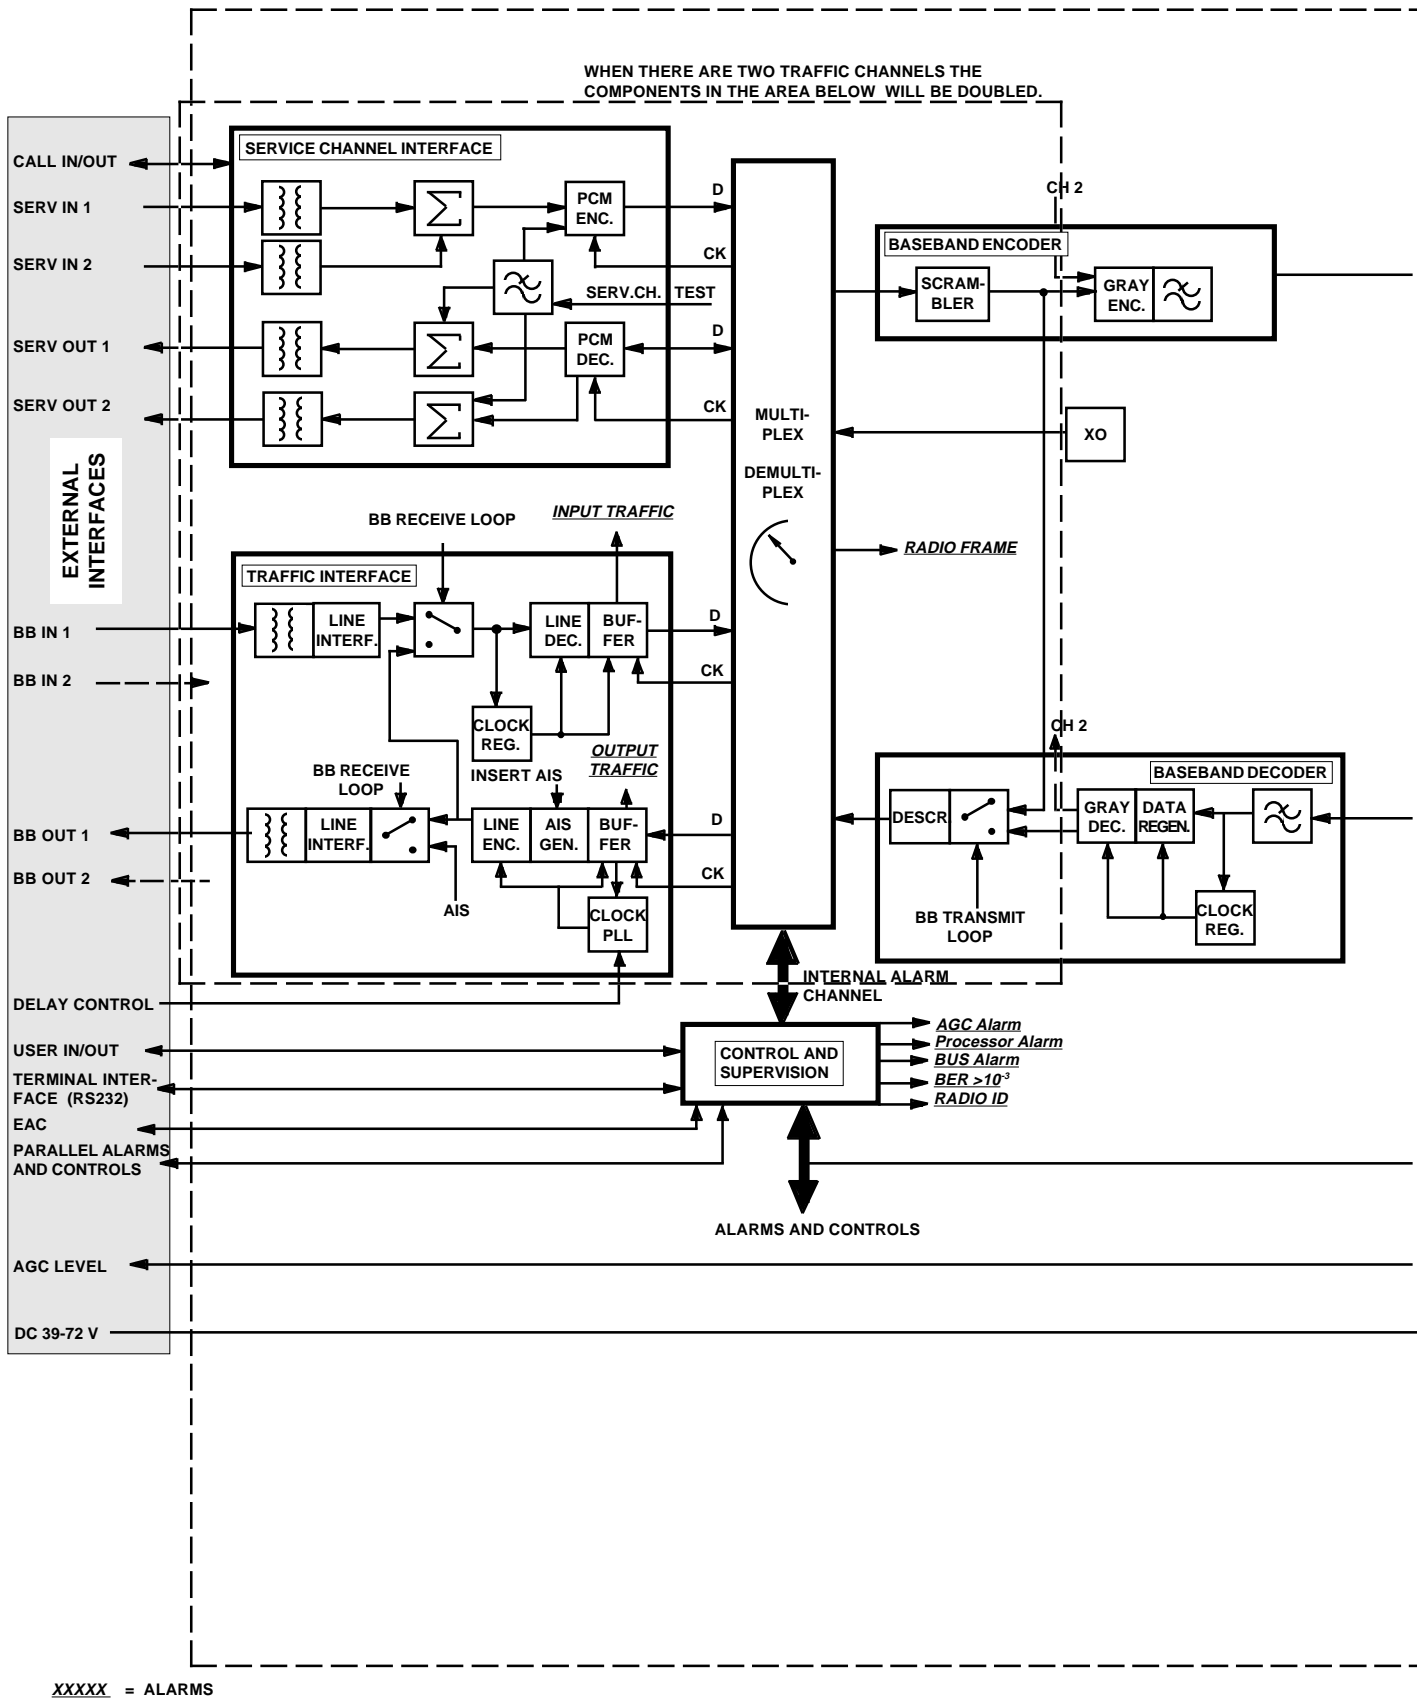 WHEN THERE ARE TWO TRAFFIC CHANNELS THE
COMPONENTS IN THE AREA BELOW WILL BE DOUBLED.
CALL IN/OUT
SERV IN 1
SERV IN 2
SERV OUT 1
SERV OUT 2
EXTERNAL
INTERFACES
BB IN 1
BB IN 2
BB OUT 1
BB OUT 2
DELAY CONTROL
USER IN/OUT
TERMINAL INTER-
FACE (RS232)
EAC
PARALLEL ALARMS
AND CONTROLS
AGC LEVEL
DC 39-72 V
SERVICE CHANNEL INTERFACE
Σ
PCM
ENC.
D
CK
SERV.CH. TEST
Σ
PCM
DEC.
D
Σ
CK
MULTI-
PLEX
DEMULTI-
PLEX
CH 2
BASEBAND ENCODER
SCRAM-
BLER
GRAY
ENC.
XO
RADIO FRAME
BB RECEIVE LOOP
INPUT TRAFFIC
TRAFFIC INTERFACE
LINE
INTERF.
LINE
DEC.
BUF-
FER
D
CK
CLOCK
REG.
OUTPUT
TRAFFIC
INSERT AIS
BB RECEIVE
LOOP
LINE
INTERF.
LINE
ENC.
AIS
GEN.
BUF-
FER
D
CK
AIS
CLOCK
PLL
CH 2
BASEBAND DECODER
DESCR
GRAY
DEC.
DATA
REGEN.
BB TRANSMIT
LOOP
CLOCK
REG.
INTERNAL ALARM
CHANNEL
CONTROL AND
SUPERVISION
AGC Alarm
Processor Alarm
BUS Alarm
BER >10⁻³
RADIO ID
ALARMS AND CONTROLS
XXXXX = ALARMS